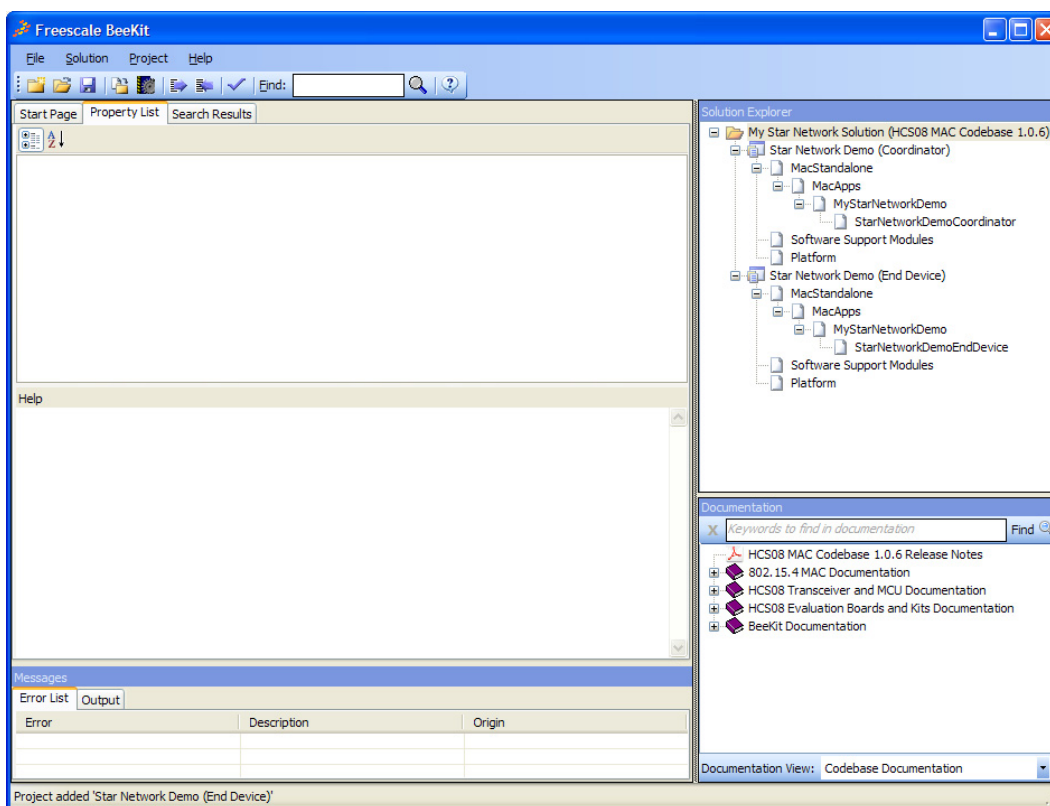 Freescale BeeKit
File Solution Project Help
Find:
Start Page Property List Search Results
Help
Messages
Error List Output
Error Description Origin
Project added 'Star Network Demo (End Device)'
Solution Explorer
My Star Network Solution (HCS08 MAC Codebase 1.0.6)
Star Network Demo (Coordinator)
MacStandalone
MacApps
MyStarNetworkDemo
StarNetworkDemoCoordinator
Software Support Modules
Platform
Star Network Demo (End Device)
MacStandalone
MacApps
MyStarNetworkDemo
StarNetworkDemoEndDevice
Software Support Modules
Platform
Documentation
Keywords to find in documentation Find
HCS08 MAC Codebase 1.0.6 Release Notes
802.15.4 MAC Documentation
HCS08 Transceiver and MCU Documentation
HCS08 Evaluation Boards and Kits Documentation
BeeKit Documentation
Documentation View: Codebase Documentation